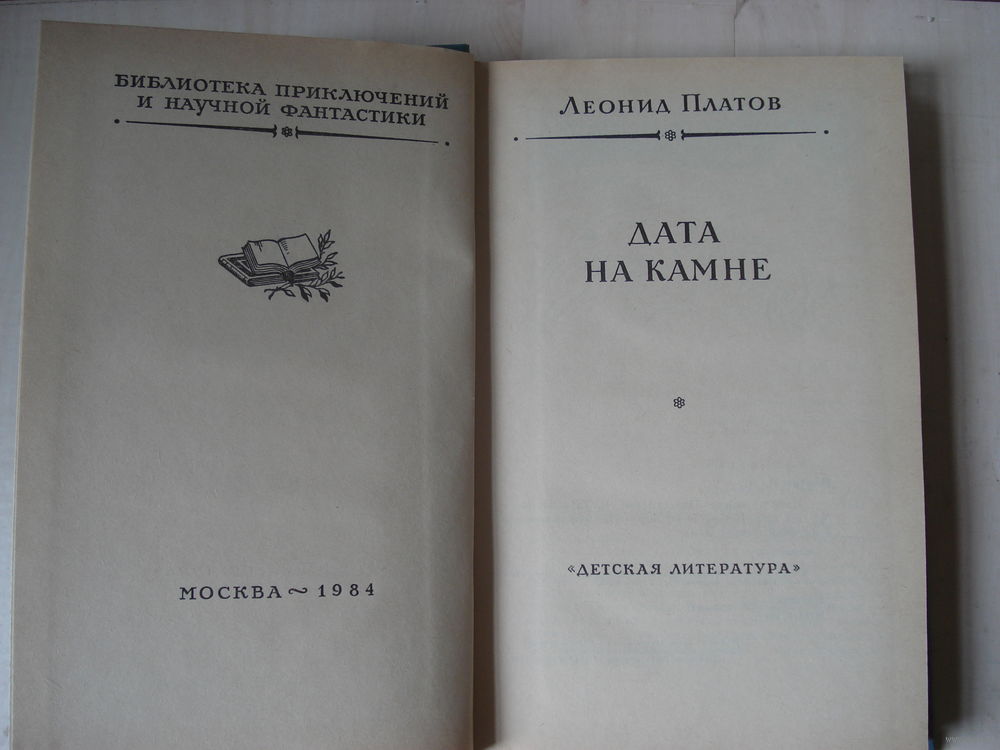 БИБЛИОТЕКА ПРИКЛЮЧЕНИЙ
И НАУЧНОЙ ФАНТАСТИКИ
МОСКВА ~ 1984
ЛЕОНИД ПЛАТОВ
ДАТА
НА КАМНЕ
«ДЕТСКАЯ ЛИТЕРАТУРА»